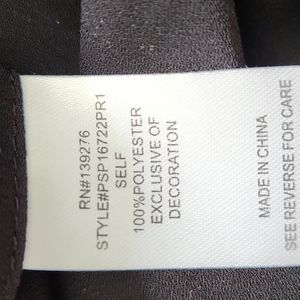 RN#139276
STYLE#PSP16722PR1
SELF
100%POLYESTER
EXCLUSIVE OF
DECORATION
MADE IN CHINA
SEE REVERSE FOR CARE